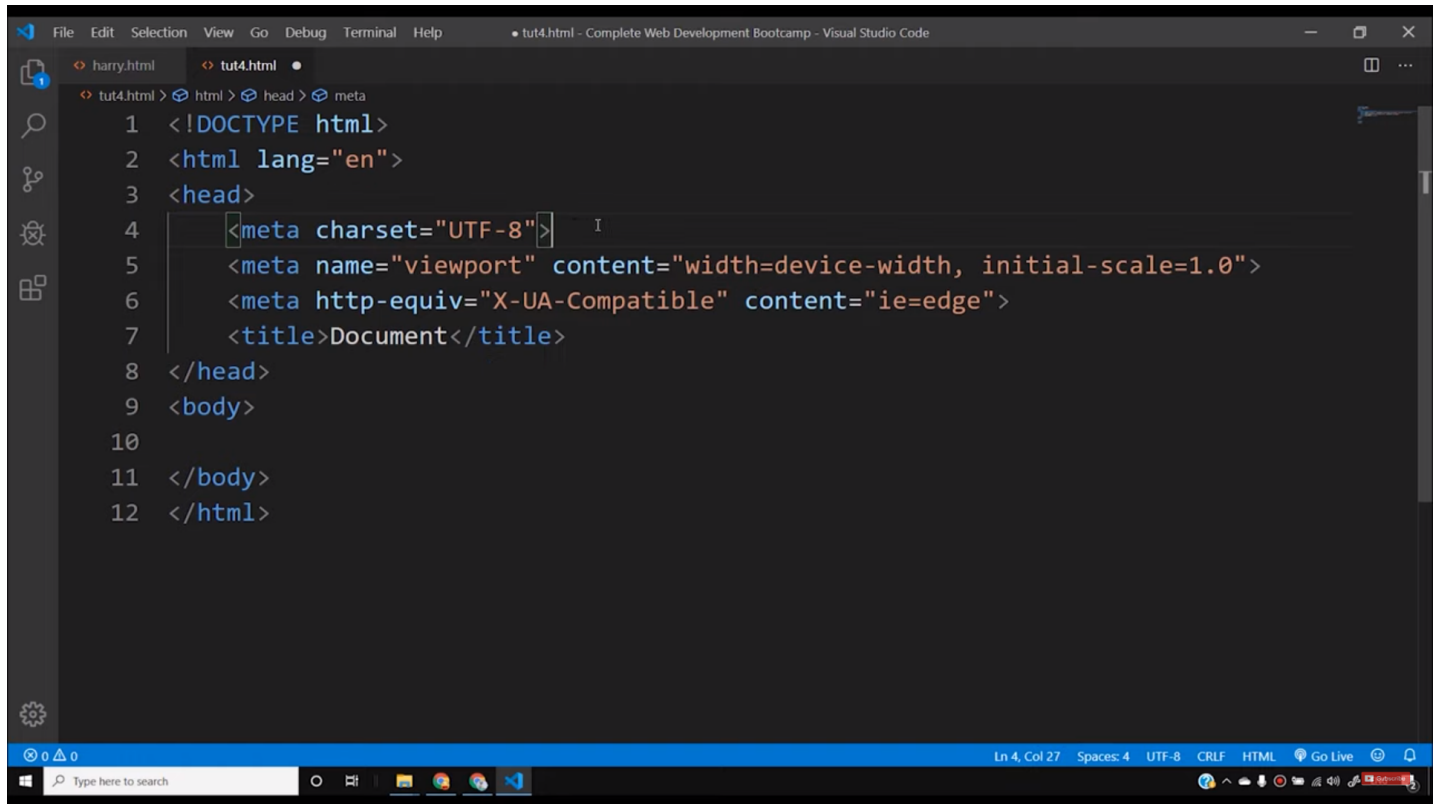 File Edit Selection View Go Debug Terminal Help ● tut4.html - Complete Web Development Bootcamp - Visual Studio Code
harry.html tut4.html ●
tut4.html > html > head > meta
1 <!DOCTYPE html>
2 <html lang="en">
3 <head>
4 <meta charset="UTF-8">
5 <meta name="viewport" content="width=device-width, initial-scale=1.0">
6 <meta http-equiv="X-UA-Compatible" content="ie=edge">
7 <title>Document</title>
8 </head>
9 <body>
10
11 </body>
12 </html>
1
0 0 Ln 4, Col 27 Spaces: 4 UTF-8 CRLF HTML Go Live
Type here to search 2